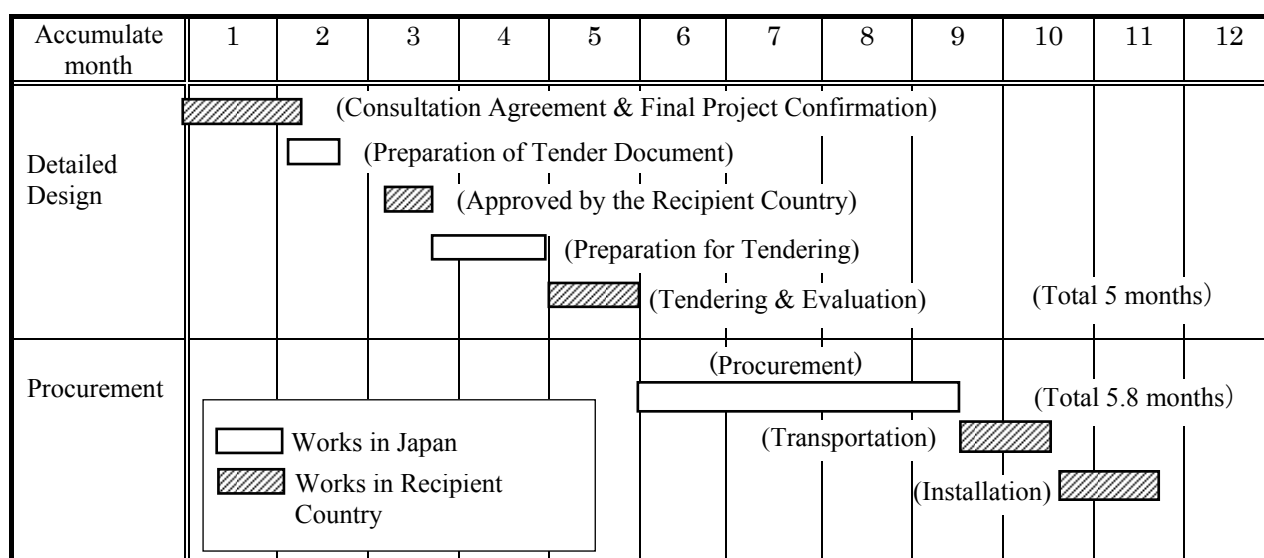 Accumulate
month
1 2 3 4 5 6 7 8 9 10 11 12
Detailed
Design
(Consultation Agreement & Final Project Confirmation)
(Preparation of Tender Document)
(Approved by the Recipient Country)
(Preparation for Tendering)
(Tendering & Evaluation) (Total 5 months)
Procurement
(Procurement)
(Total 5.8 months)
(Transportation)
(Installation)
Works in Japan
Works in Recipient
Country